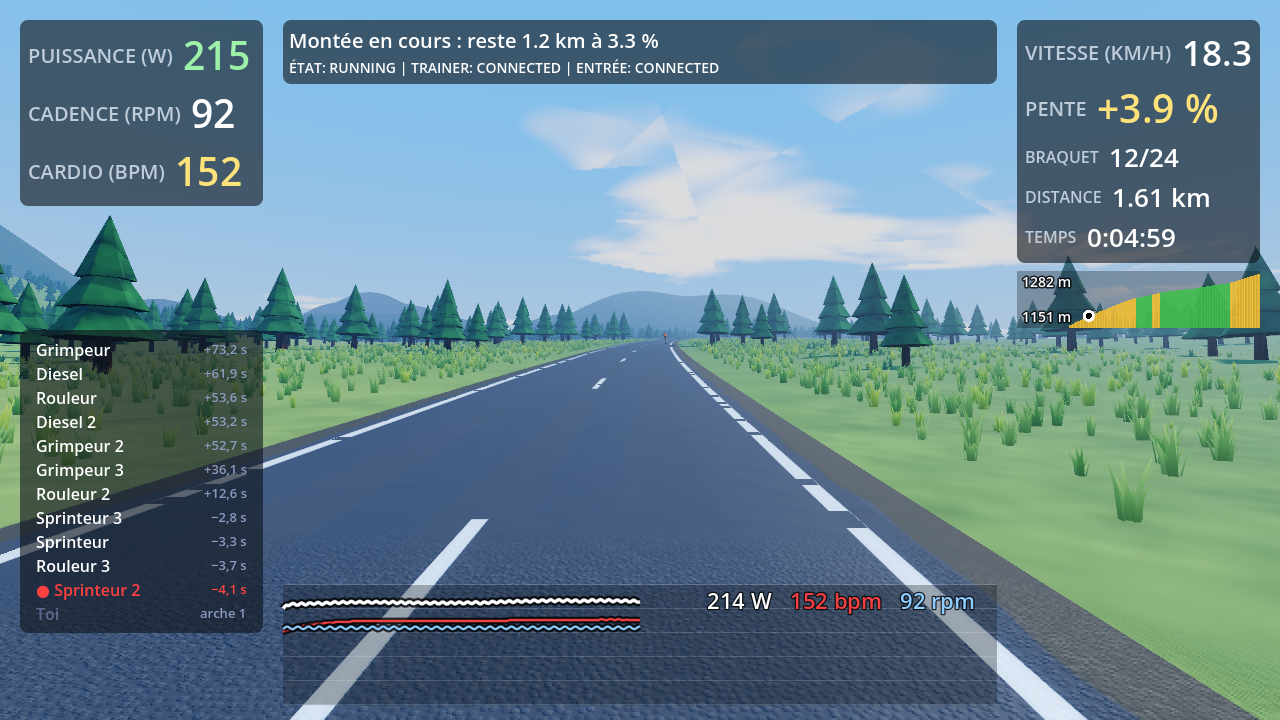 PUISSANCE (W) 215
CADENCE (RPM) 92
CARDIO (BPM) 152
Montée en cours : reste 1.2 km à 3.3 %
ÉTAT: RUNNING | TRAINER: CONNECTED | ENTRÉE: CONNECTED
VITESSE (KM/H) 18.3
PENTE +3.9 %
BRAQUET 12/24
DISTANCE 1.61 km
TEMPS 0:04:59
1282 m
1151 m
Grimpeur +73,2 s
Diesel +61,9 s
Rouleur +53,6 s
Diesel 2 +53,2 s
Grimpeur 2 +52,7 s
Grimpeur 3 +36,1 s
Rouleur 2 +12,6 s
Sprinteur 3 −2,8 s
Sprinteur −3,3 s
Rouleur 3 −3,7 s
Sprinteur 2 −4,1 s
Toi arche 1
214 W 152 bpm 92 rpm